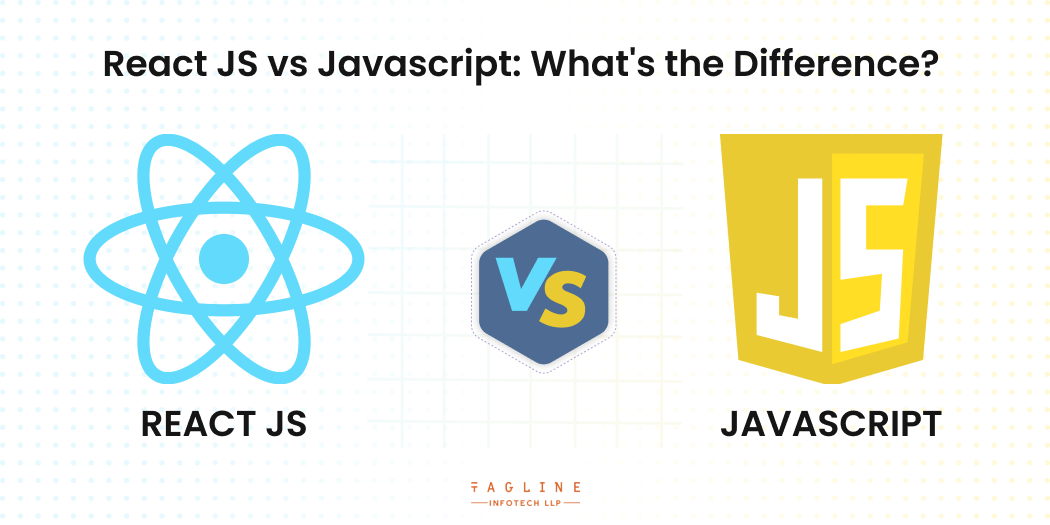 React JS vs Javascript: What's the Difference?
JS
VS
REACT JS
JAVASCRIPT
TAGLINE
INFOTECH LLP